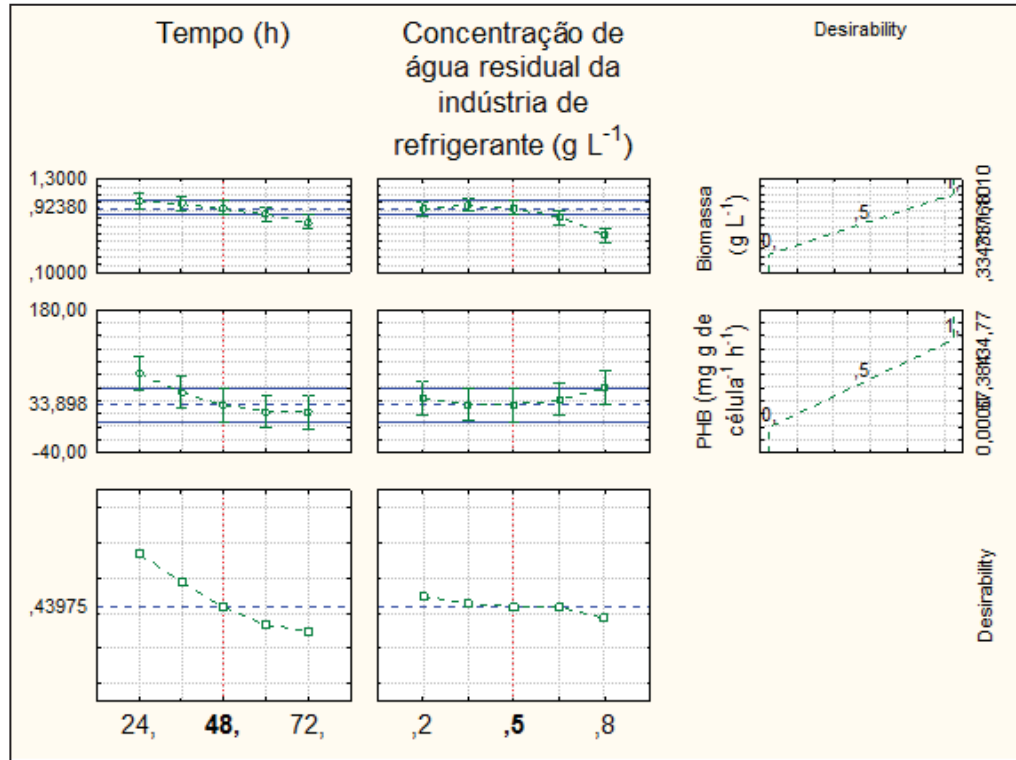 Tempo (h)
Concentração de
água residual da
indústria de
refrigerante (g L-1)
Desirability
1,3000
,92380
,10000
Biomassa
(g L-1)
0,
,5
1,
180,00
33,898
-40,00
PHB (mg g de
célula-1 h-1)
0,
,5
1,
,43975
Desirability
24,
48,
72,
,2
,5
,8